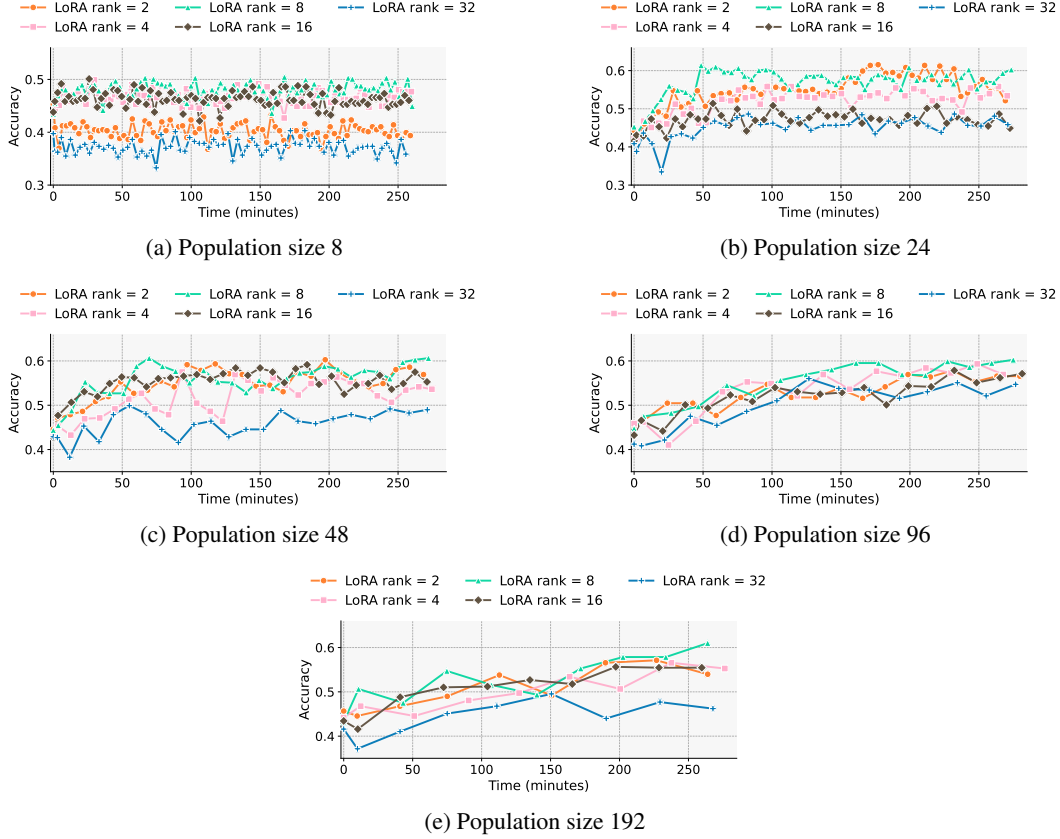 LoRA rank = 2 LoRA rank = 8 LoRA rank = 32
LoRA rank = 4 LoRA rank = 16
Accuracy
0.5
0.4
0.3
0 50 100 150 200 250
Time (minutes)
(a) Population size 8
LoRA rank = 2 LoRA rank = 8 LoRA rank = 32
LoRA rank = 4 LoRA rank = 16
Accuracy
0.6
0.5
0.4
0.3
0 50 100 150 200 250
Time (minutes)
(b) Population size 24
LoRA rank = 2 LoRA rank = 8 LoRA rank = 32
LoRA rank = 4 LoRA rank = 16
Accuracy
0.6
0.5
0.4
0 50 100 150 200 250
Time (minutes)
(c) Population size 48
LoRA rank = 2 LoRA rank = 8 LoRA rank = 32
LoRA rank = 4 LoRA rank = 16
Accuracy
0.6
0.5
0.4
0 50 100 150 200 250
Time (minutes)
(d) Population size 96
LoRA rank = 2 LoRA rank = 8 LoRA rank = 32
LoRA rank = 4 LoRA rank = 16
Accuracy
0.6
0.5
0.4
0 50 100 150 200 250
Time (minutes)
(e) Population size 192